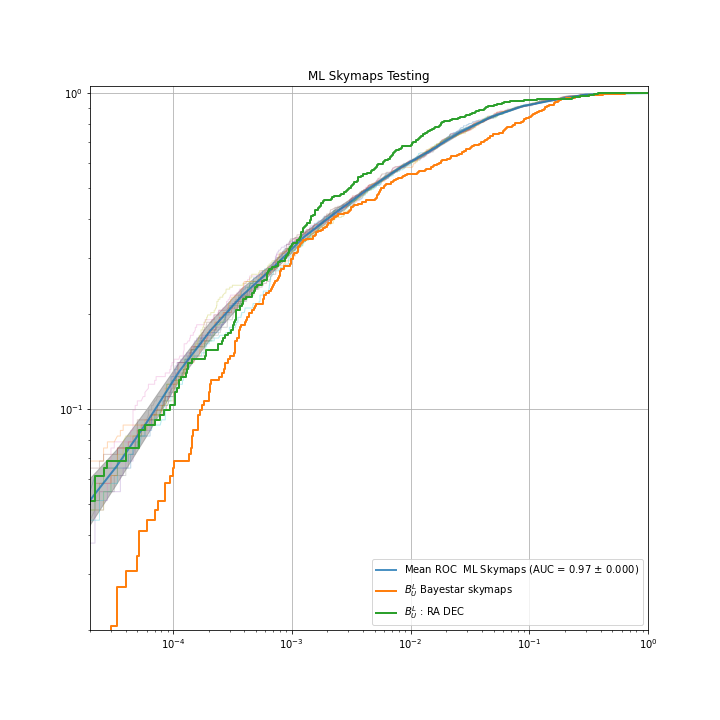 ML Skymaps Testing
10⁰
10⁻¹
Mean ROC ML Skymaps (AUC = 0.97 ± 0.000)
B_U^L Bayestar skymaps
B_U^L : RA DEC
10⁻⁴ 10⁻³ 10⁻² 10⁻¹ 10⁰